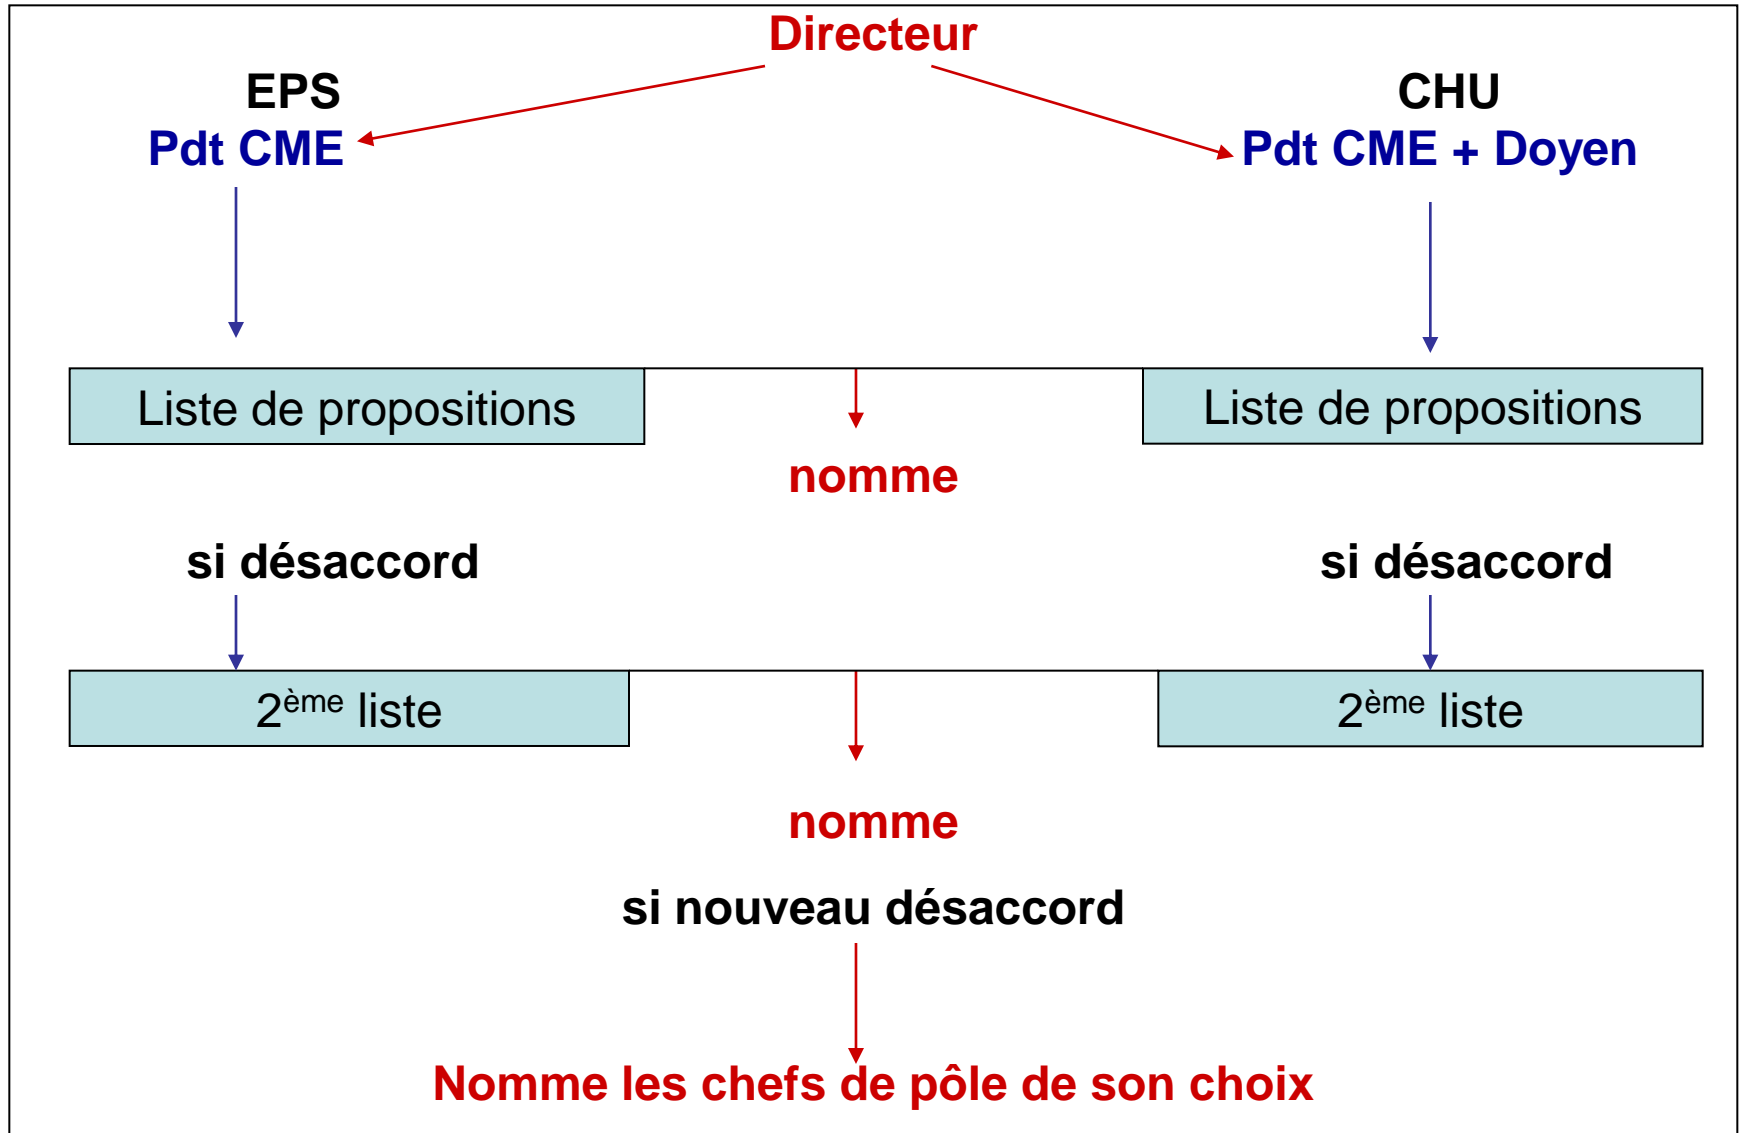 Directeur
EPS
CHU
Pdt CME
Pdt CME + Doyen
Liste de propositions
Liste de propositions
nomme
si désaccord
si désaccord
2ème liste
2ème liste
nomme
si nouveau désaccord
Nomme les chefs de pôle de son choix